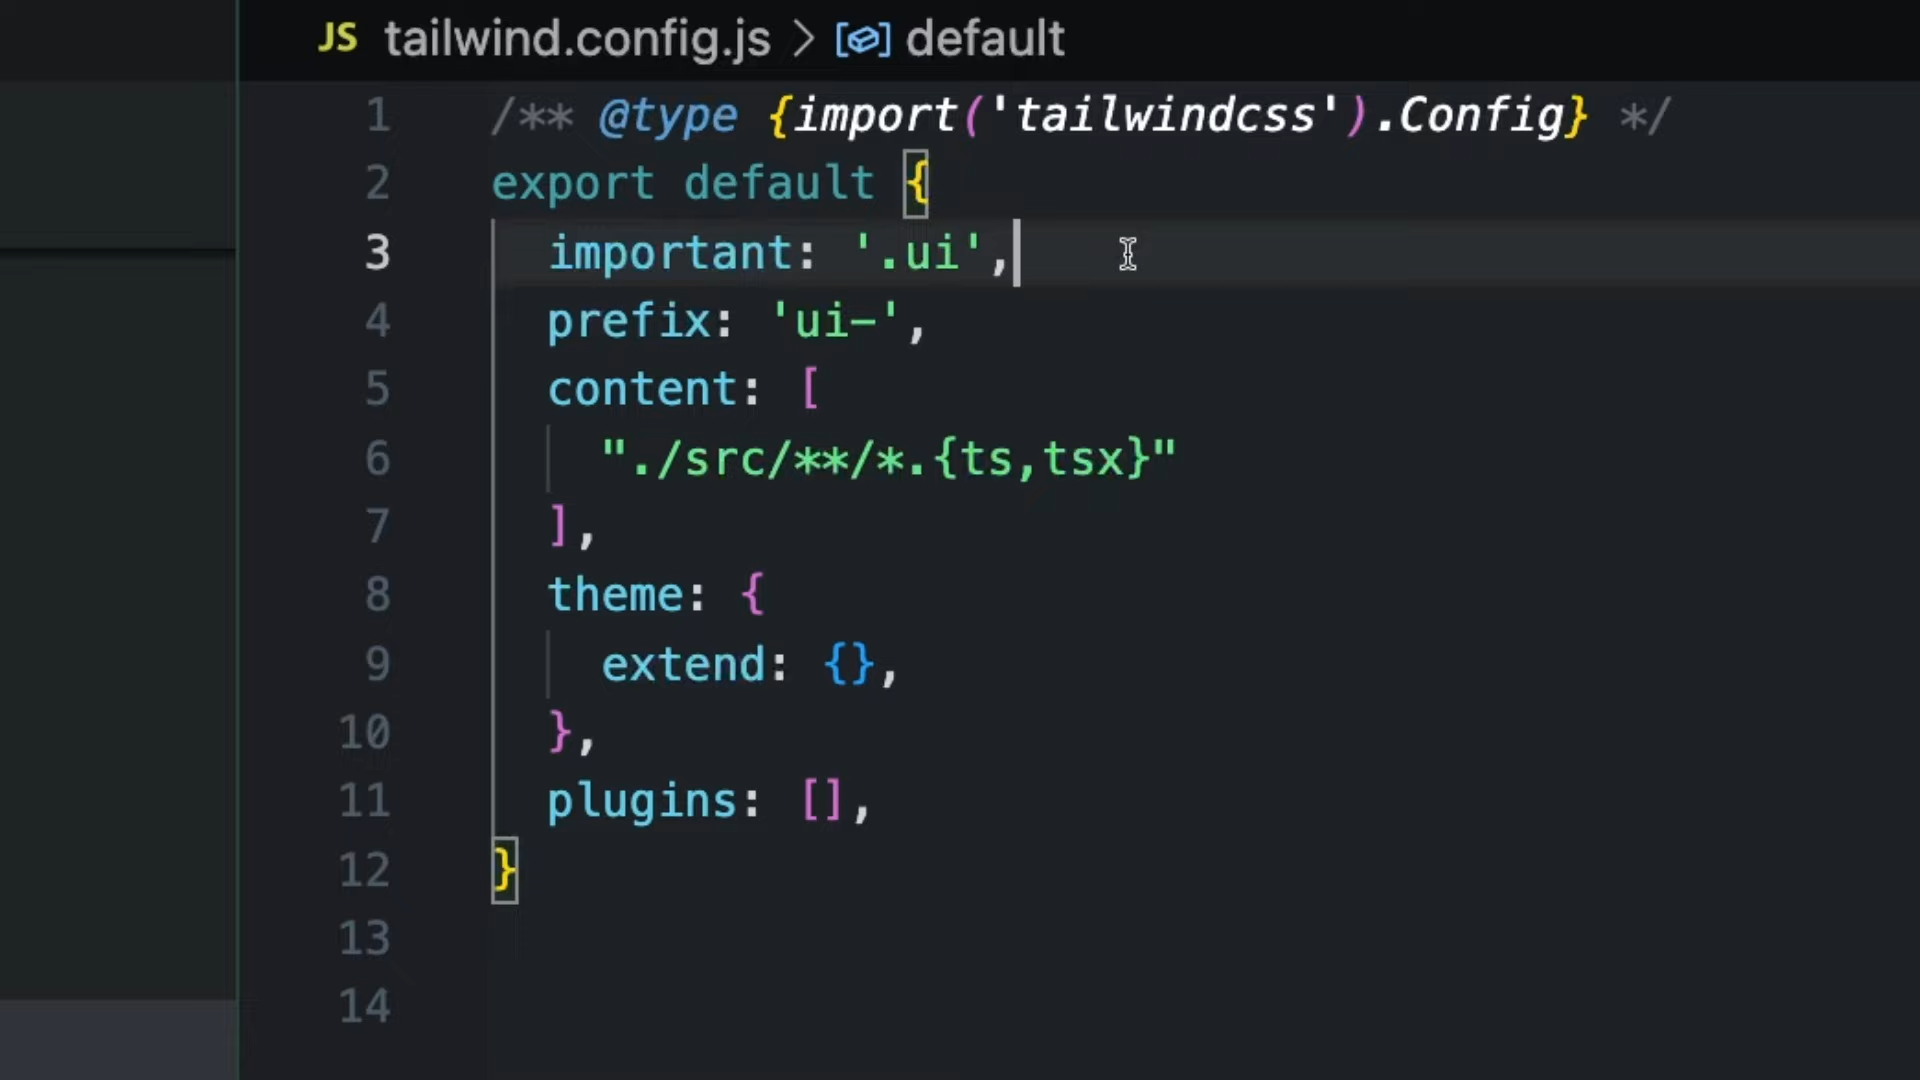 JS tailwind.config.js > default
1 /** @type {import('tailwindcss').Config} */
2 export default {
3 important: '.ui',
4 prefix: 'ui-',
5 content: [
6 "./src/**/*.{ts,tsx}"
7 ],
8 theme: {
9 extend: {},
10 },
11 plugins: [],
12 }
13
14